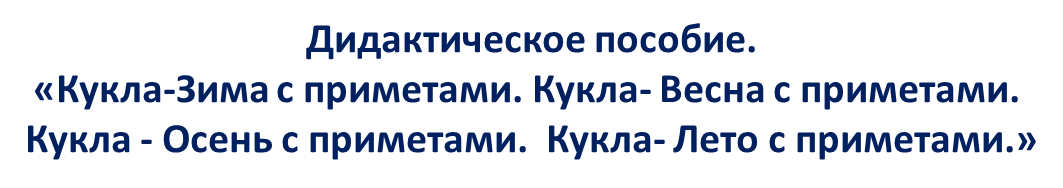 Дидактическое пособие.
«Кукла-Зима с приметами. Кукла- Весна с приметами.
Кукла - Осень с приметами.  Кукла- Лето с приметами.»